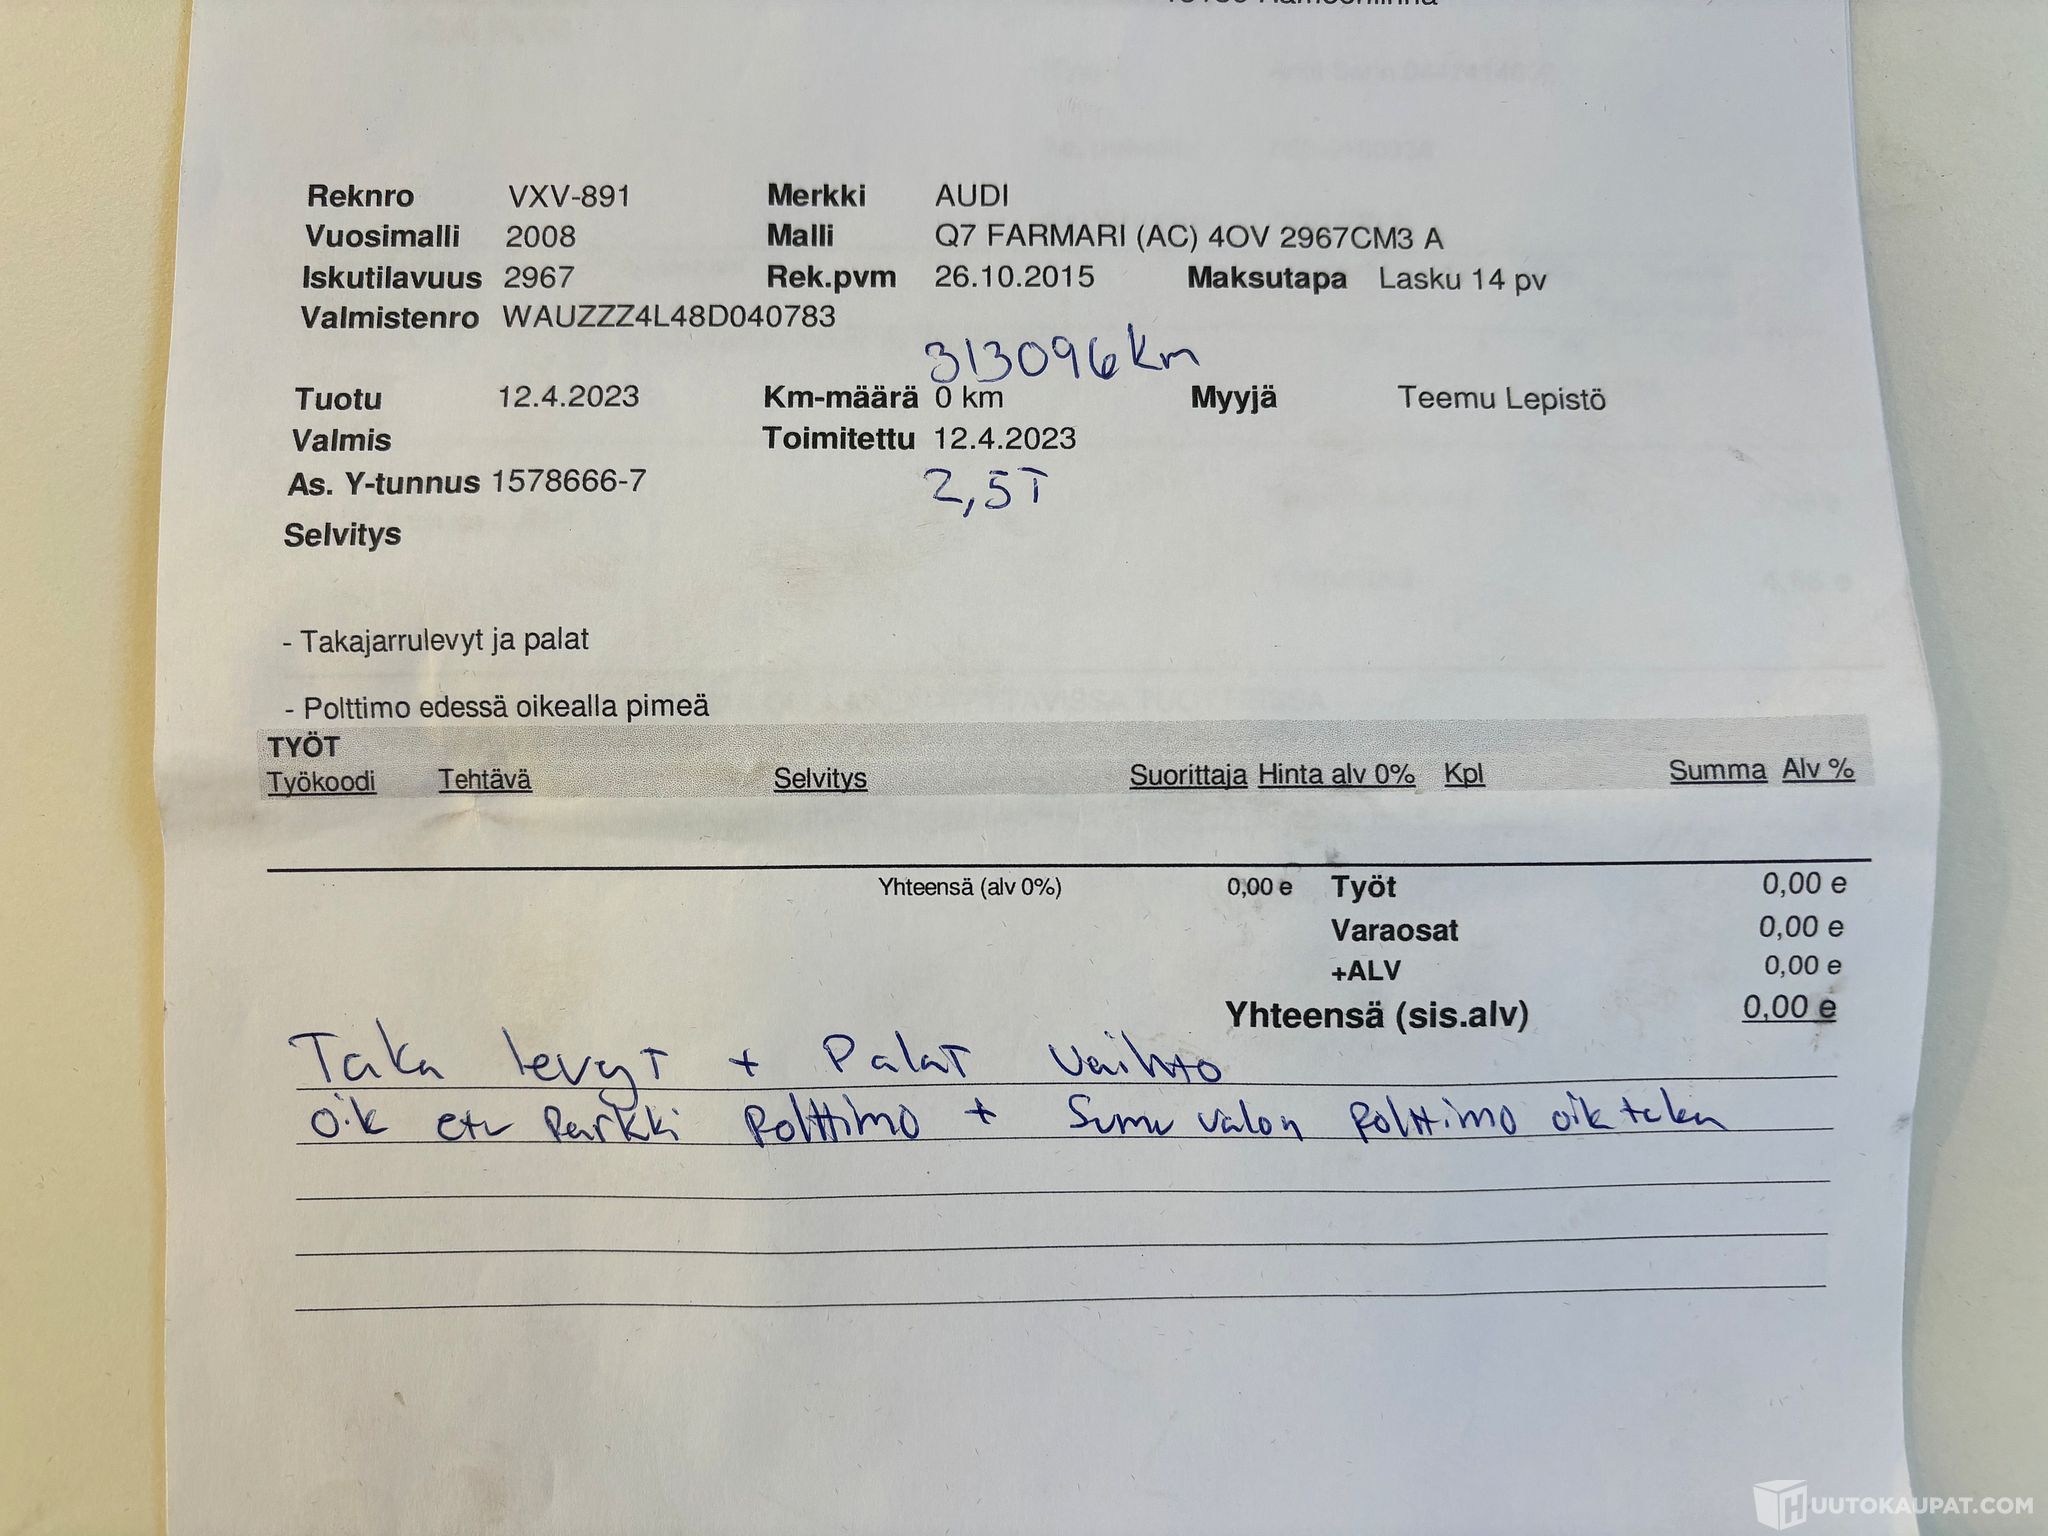 Reknro VXV-891 Merkki AUDI
Vuosimalli 2008 Malli Q7 FARMARI (AC) 4OV 2967CM3 A
Iskutilavuus 2967 Rek.pvm 26.10.2015 Maksutapa Lasku 14 pv
Valmistenro WAUZZZ4L48D040783
313096km
Tuotu 12.4.2023 Km-määrä 0 km Myyjä Teemu Lepistö
Valmis Toimitettu 12.4.2023
As. Y-tunnus 1578666-7 2,5T
Selvitys
- Takajarrulevyt ja palat
- Polttimo edessä oikealla pimeä
TYÖT
Työkoodi Tehtävä Selvitys Suorittaja Hinta alv 0% Kpl Summa Alv %
Yhteensä (alv 0%) 0,00 e Työt 0,00 e
Varaosat 0,00 e
+ALV 0,00 e
Yhteensä (sis.alv) 0,00 e
Taka levyt + Palat vaihto
oik etu Parkki Polttimo + Sumu valon polttimo oik taka
HUUTOKAUPAT.COM